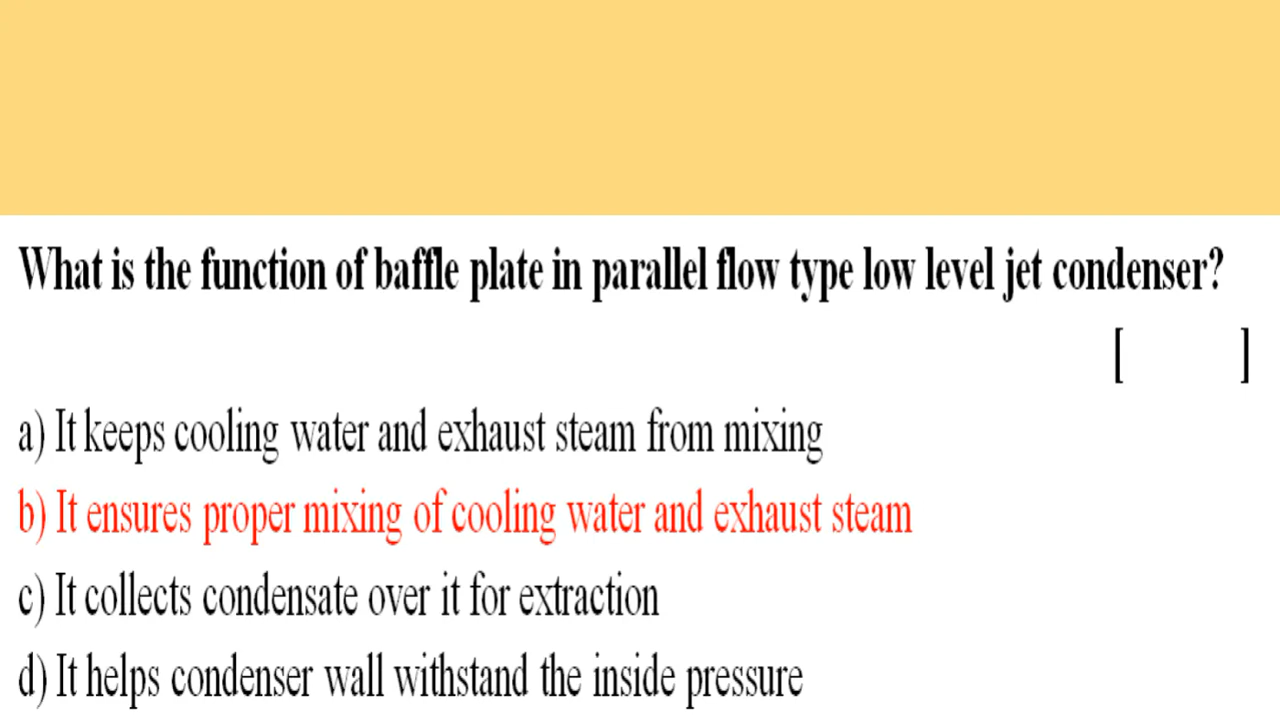 What is the function of baffle plate in parallel flow type low level jet condenser?
[ ]
a) It keeps cooling water and exhaust steam from mixing
b) It ensures proper mixing of cooling water and exhaust steam
c) It collects condensate over it for extraction
d) It helps condenser wall withstand the inside pressure